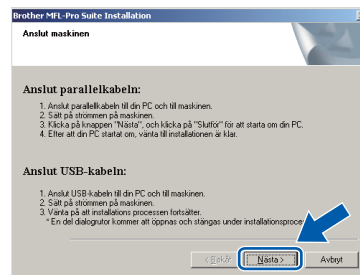 Brother MFL-Pro Suite Installation
Anslut maskinen
Anslut parallelkabeln:
1. Anslut parallellkabeln till din PC och till maskinen.
2. Sätt på strömmen på maskinen.
3. Klicka på knappen "Nästa", och klicka på "Slutför" för att starta om din PC.
4. Efter att din PC startat om, vänta till installationen är klar.
Anslut USB-kabeln:
1. Anslut USB-kabeln till din PC och till maskinen.
2. Sätt på strömmen på maskinen.
3. Vänta på att installations processen fortsätter.
* En del dialogrutor kommer att öppnas och stängas under installationsproce
< Bakåt Nästa > Avbryt